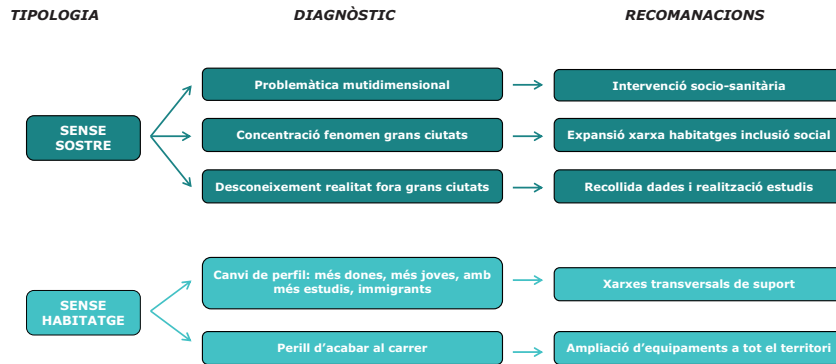 TIPOLOGIA
DIAGNÒSTIC
RECOMANACIONS
SENSE
SOSTRE
Problemàtica mutidimensional
Intervenció socio-sanitària
Concentració fenomen grans ciutats
Expansió xarxa habitatges inclusió social
Desconeixement realitat fora grans ciutats
Recollida dades i realització estudis
SENSE
HABITATGE
Canvi de perfil: més dones, més joves, amb
més estudis, immigrants
Xarxes transversals de suport
Perill d’acabar al carrer
Ampliació d’equipaments a tot el territori